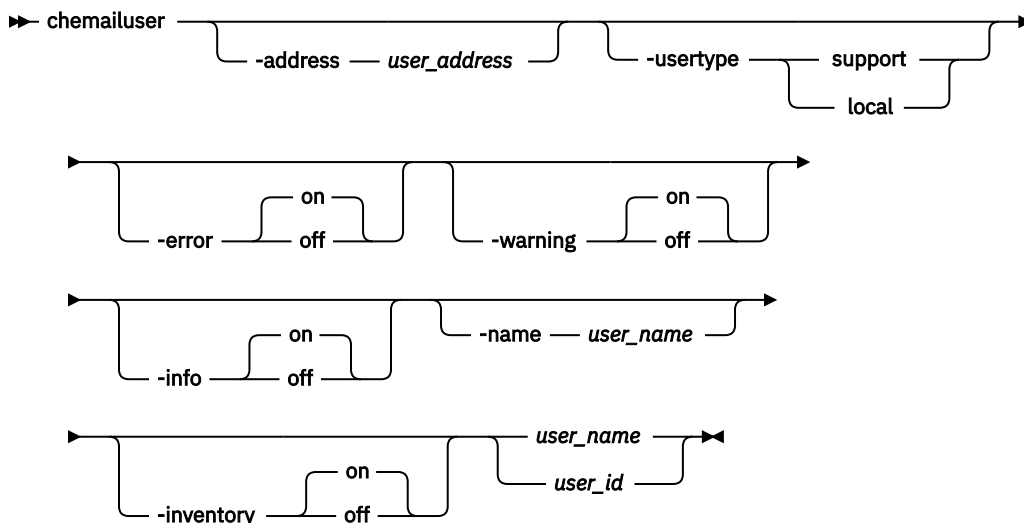 chemailuser
-address user_address
-usertype support
local
on on
-error off -warning off
on
-name user_name
-info off
user_name
on
user_id
-inventory off